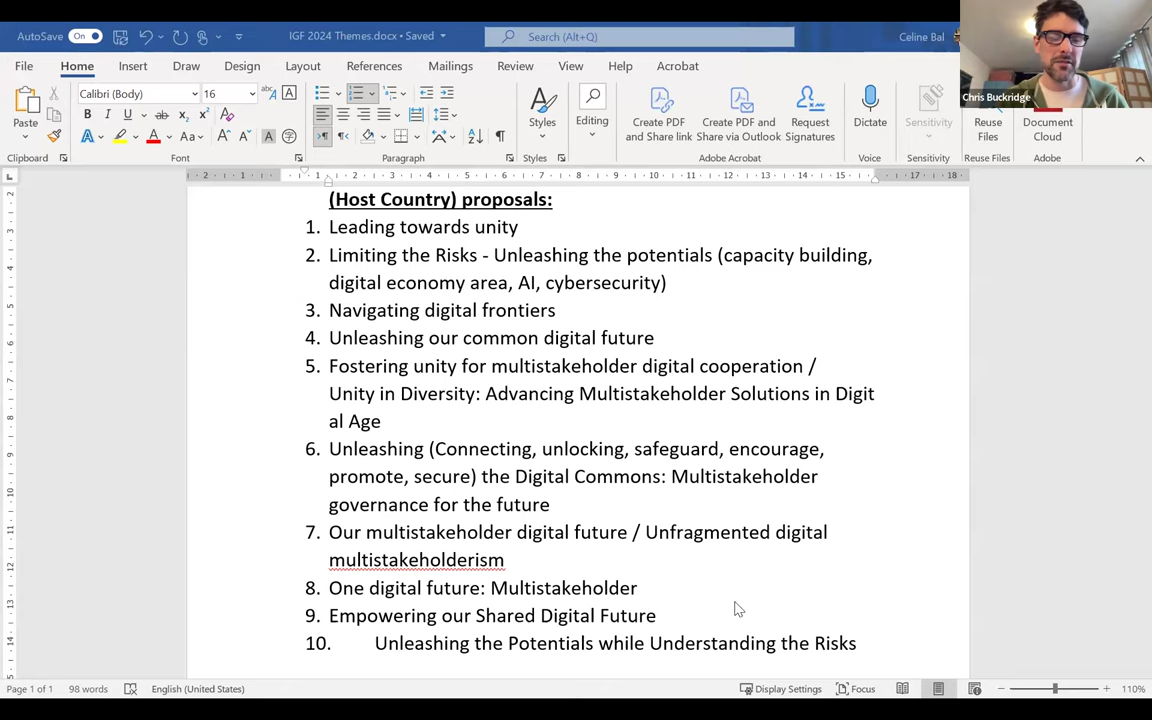 AutoSave On IGF 2024 Themes.docx • Saved Search (Alt+Q) Celine Bal
File Home Insert Draw Design Layout References Mailings Review View Help Acrobat
Chris Buckridge
Calibri (Body) 16
Paste Styles Editing Create PDF and Share link Create PDF and Share via Outlook Request Signatures Dictate Sensitivity Reuse Files Document Cloud
Clipboard Font Paragraph Styles Adobe Acrobat Voice Sensitivity Reuse Files Adobe
(Host Country) proposals:
1. Leading towards unity
2. Limiting the Risks - Unleashing the potentials (capacity building,
digital economy area, AI, cybersecurity)
3. Navigating digital frontiers
4. Unleashing our common digital future
5. Fostering unity for multistakeholder digital cooperation /
Unity in Diversity: Advancing Multistakeholder Solutions in Digit
al Age
6. Unleashing (Connecting, unlocking, safeguard, encourage,
promote, secure) the Digital Commons: Multistakeholder
governance for the future
7. Our multistakeholder digital future / Unfragmented digital
multistakeholderism
8. One digital future: Multistakeholder
9. Empowering our Shared Digital Future
10. Unleashing the Potentials while Understanding the Risks
Page 1 of 1 98 words English (United States) Display Settings Focus 110%